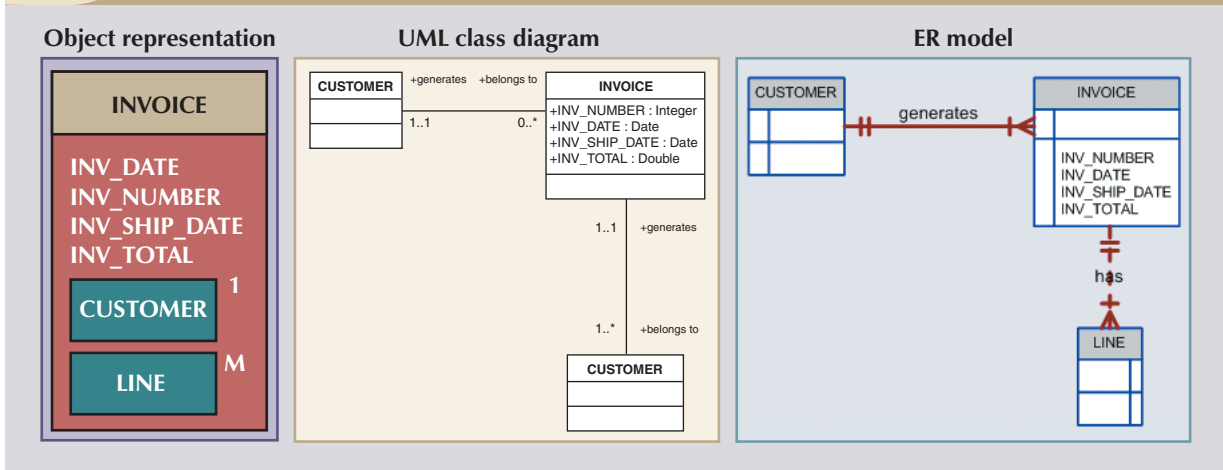 Object representation
INVOICE
INV_DATE
INV_NUMBER
INV_SHIP_DATE
INV_TOTAL
1
CUSTOMER
M
LINE
UML class diagram
CUSTOMER
+generates +belongs to
1..1 0..*
INVOICE
+INV_NUMBER : Integer
+INV_DATE : Date
+INV_SHIP_DATE : Date
+INV_TOTAL : Double
1..1 +generates
1..* +belongs to
CUSTOMER
ER model
CUSTOMER
generates
INVOICE
INV_NUMBER
INV_DATE
INV_SHIP_DATE
INV_TOTAL
has
LINE